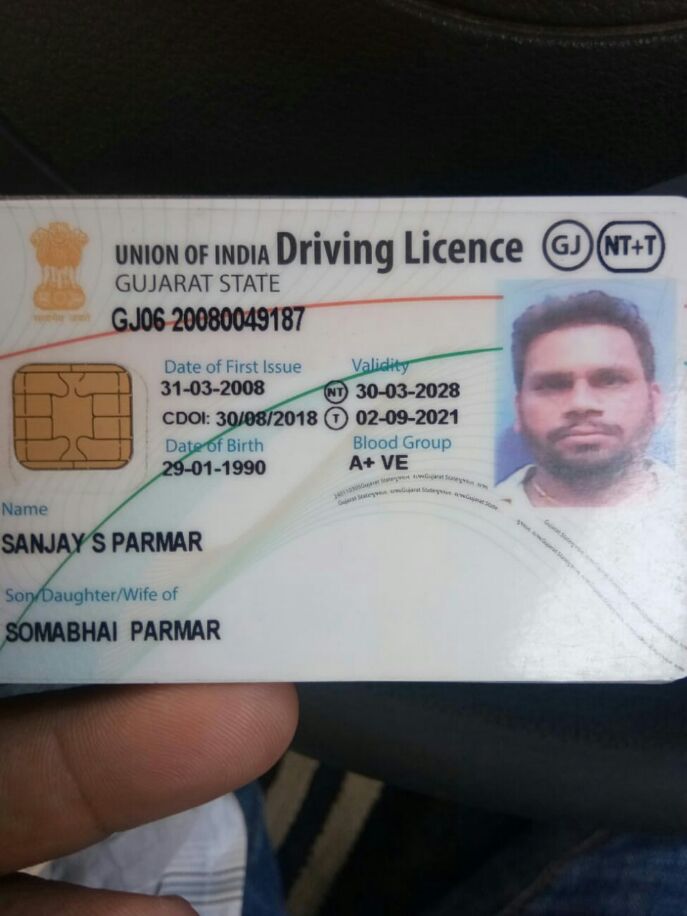 UNION OF INDIA Driving Licence GJ NT+T
GUJARAT STATE
GJ06 20080049187
Date of First Issue Validity
31-03-2008 NT 30-03-2028
CDOI: 30/08/2018 T 02-09-2021
Date of Birth Blood Group
29-01-1990 A+ VE
Name
SANJAY S PARMAR
Son/Daughter/Wife of
SOMABHAI PARMAR